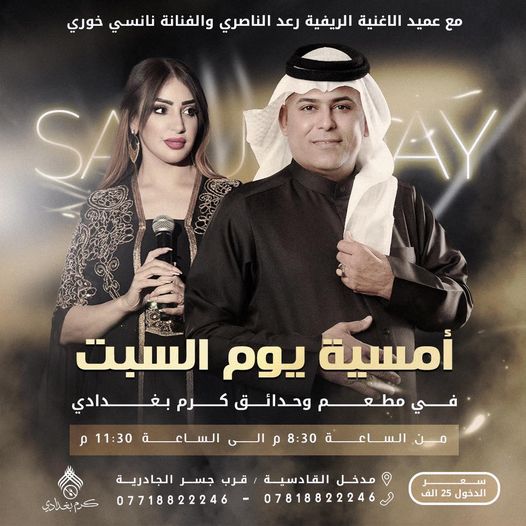 مع عميد الاغنية الريفية رعد الناصري والفنانة نانسي خوري
SATURDAY
أمسية يوم السبت
في مطعم وحدائق كرم بغدادي
من الساعة 8:30 م الى الساعة 11:30 م
مدخل القادسية / قرب جسر الجادرية
07718822246 - 07818822246
سعر
الدخول 25 الف
كرم بغدادي